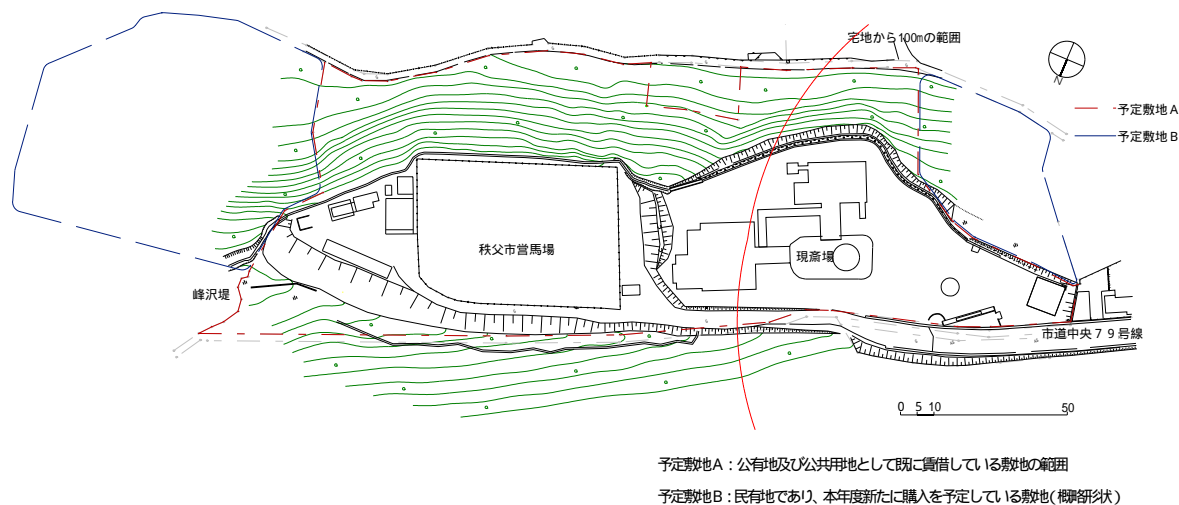 宅地から100mの範囲
N
予定敷地A
予定敷地B
秩父市営馬場
現斎場
峰沢堤
市道中央79号線
0 5 10 50
予定敷地A：公有地及び公共用地として既に賃借している敷地の範囲
予定敷地B：民有地であり、本年度新たに購入を予定している敷地(概略形状)